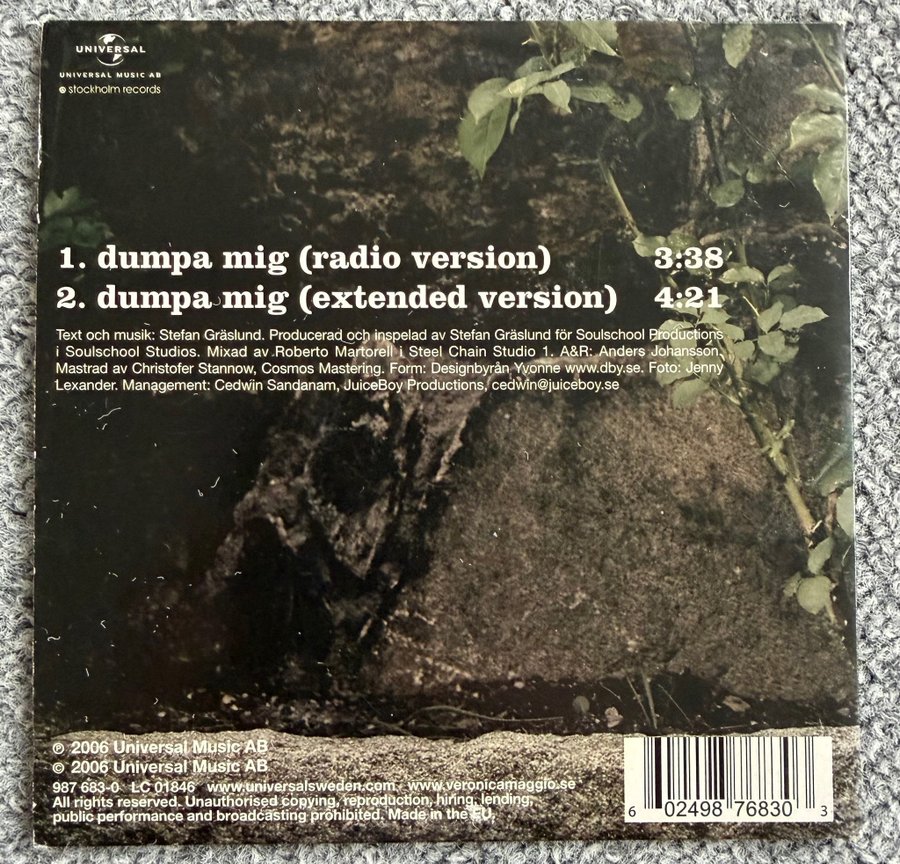 UNIVERSAL
UNIVERSAL MUSIC AB
stockholm records
1. dumpa mig (radio version) 3:38
2. dumpa mig (extended version) 4:21
Text och musik: Stefan Gräslund. Producerad och inspelad av Stefan Gräslund för Soulschool Productions
i Soulschool Studios. Mixad av Roberto Martorell i Steel Chain Studio 1. A&R: Anders Johansson.
Mastrad av Christofer Stannow, Cosmos Mastering. Form: Designbyrån Yvonne www.dby.se. Foto: Jenny
Lexander. Management: Cedwin Sandanam, JuiceBoy Productions, cedwin@juiceboy.se
℗ 2006 Universal Music AB
© 2006 Universal Music AB
987 683-0 LC 01846 www.universalsweden.com www.veronicamaggio.se
All rights reserved. Unauthorised copying, reproduction, hiring, lending,
public performance and broadcasting prohibited. Made in the EU.
6 02498 76830 3